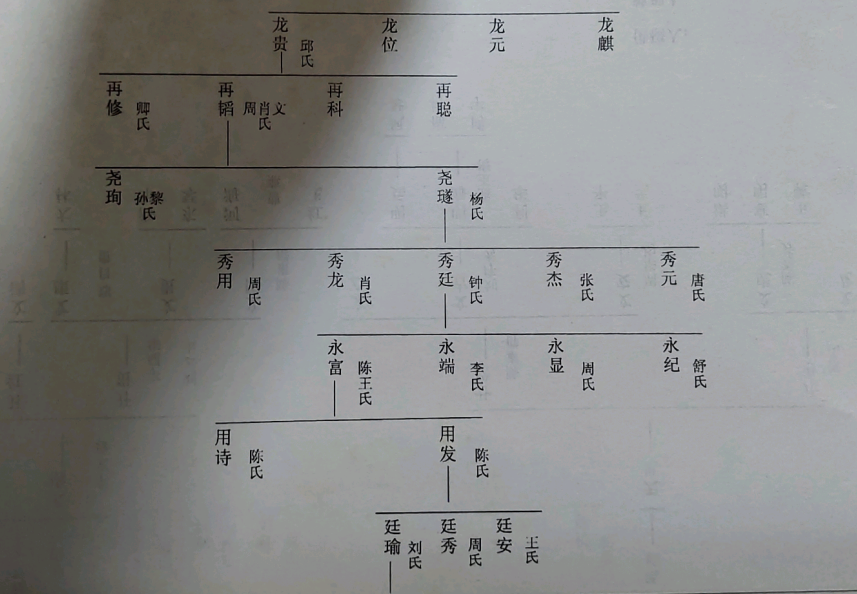 龙贵 邱氏 龙位 龙元 龙麒
再修 卿氏 再韬 周肖文氏 再科 再聪
尧珣 孙黎氏 尧璲 杨氏
秀用 周氏 秀龙 肖氏 秀廷 钟氏 秀杰 张氏 秀元 唐氏
永富 陈王氏 永端 李氏 永显 周氏 永纪 舒氏
用诗 陈氏 用发 陈氏
廷瑜 刘氏 廷秀 周氏 廷安 王氏